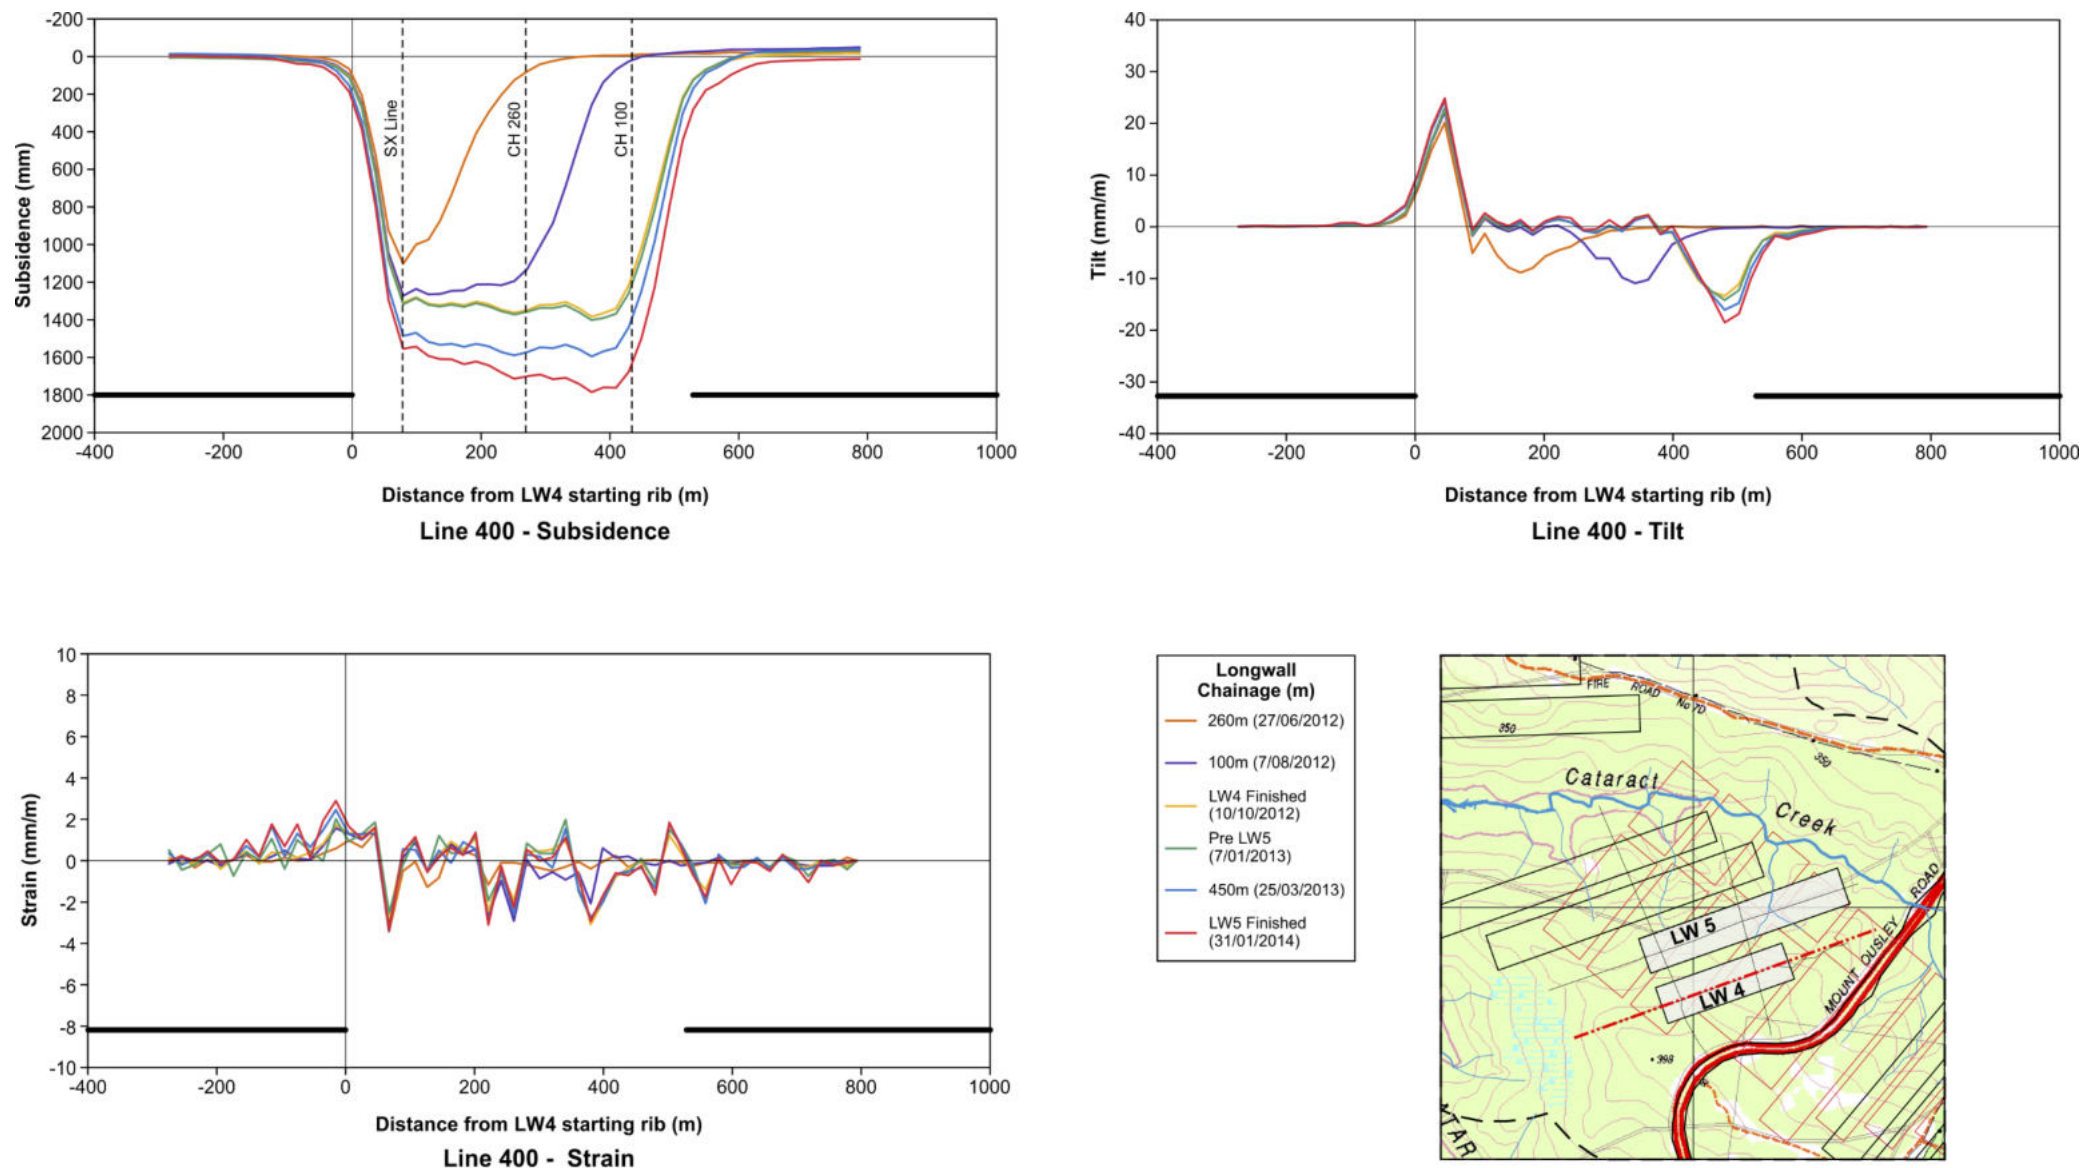 -200
0
200
400
600
800
1000
1200
1400
1600
1800
2000
Subsidence (mm)
SX Line
CH 260
CH 100
-400 -200 0 200 400 600 800 1000
Distance from LW4 starting rib (m)
Line 400 - Subsidence
40
30
20
10
0
-10
-20
-30
-40
Tilt (mm/m)
-400 -200 0 200 400 600 800 1000
Distance from LW4 starting rib (m)
Line 400 - Tilt
10
8
6
4
2
0
-2
-4
-6
-8
-10
Strain (mm/m)
-400 -200 0 200 400 600 800 1000
Distance from LW4 starting rib (m)
Line 400 - Strain
Longwall
Chainage (m)
260m (27/06/2012)
100m (7/08/2012)
LW4 Finished
(10/10/2012)
Pre LW5
(7/01/2013)
450m (25/03/2013)
LW5 Finished
(31/01/2014)
FIRE ROAD No 7D
350
350
Cataract
Creek
LW 5
LW 4
MOUNT OUSLEY ROAD
398